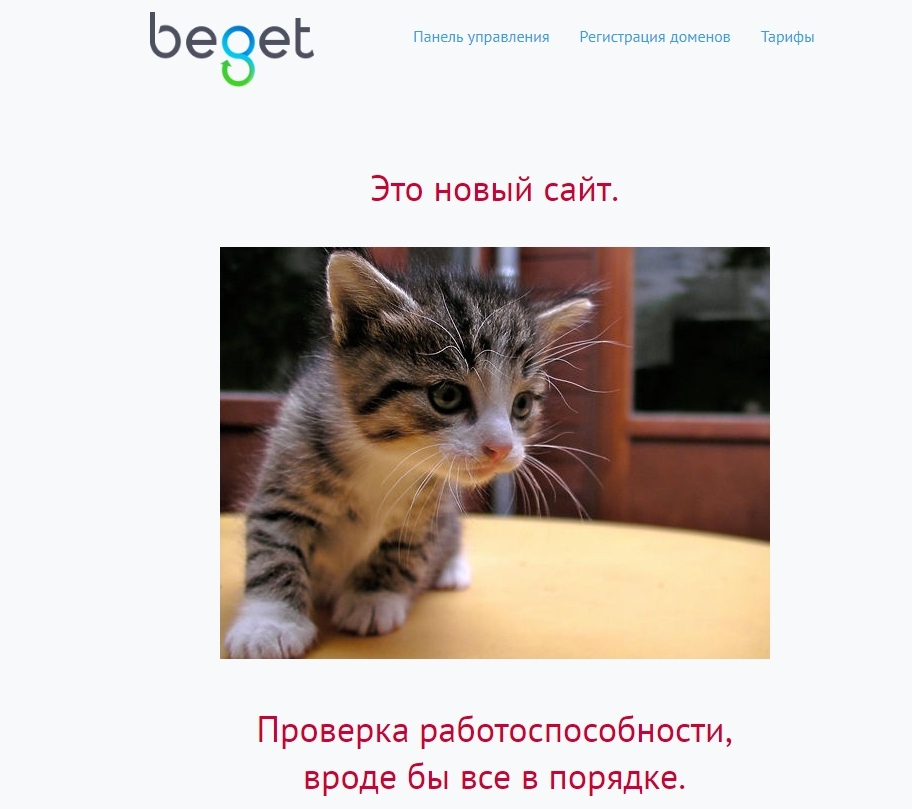 beget
Панель управления Регистрация доменов Тарифы
Это новый сайт.
Проверка работоспособности,
вроде бы все в порядке.